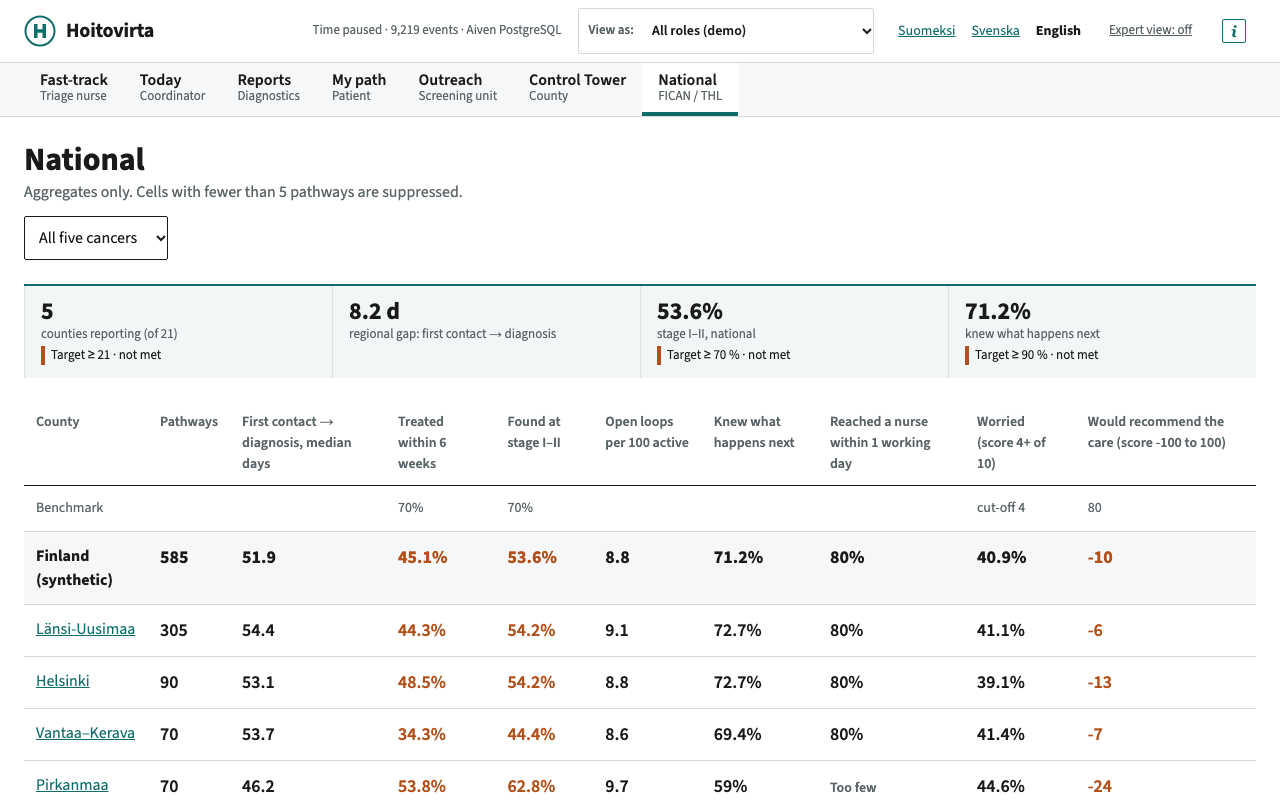 H Hoitovirta
Time paused · 9,219 events · Aiven PostgreSQL
View as: All roles (demo)
Suomeksi Svenska English
Expert view: off
i
Fast-track
Triage nurse
Today
Coordinator
Reports
Diagnostics
My path
Patient
Outreach
Screening unit
Control Tower
County
National
FICAN / THL
National
Aggregates only. Cells with fewer than 5 pathways are suppressed.
All five cancers
5
counties reporting (of 21)
Target ≥ 21 · not met
8.2 d
regional gap: first contact → diagnosis
53.6%
stage I–II, national
Target ≥ 70 % · not met
71.2%
knew what happens next
Target ≥ 90 % · not met
County
Pathways
First contact →
diagnosis, median
days
Treated
within 6
weeks
Found at
stage I–II
Open loops
per 100 active
Knew what
happens next
Reached a nurse
within 1 working
day
Worried
(score 4+ of
10)
Would recommend the
care (score -100 to 100)
Benchmark 70% 70% cut-off 4 80
Finland
(synthetic)
585 51.9 45.1% 53.6% 8.8 71.2% 80% 40.9% -10
Länsi-Uusimaa 305 54.4 44.3% 54.2% 9.1 72.7% 80% 41.1% -6
Helsinki 90 53.1 48.5% 54.2% 8.8 72.7% 80% 39.1% -13
Vantaa–Kerava 70 53.7 34.3% 44.4% 8.6 69.4% 80% 41.4% -7
Pirkanmaa 70 46.2 53.8% 62.8% 9.7 59% Too few 44.6% -24